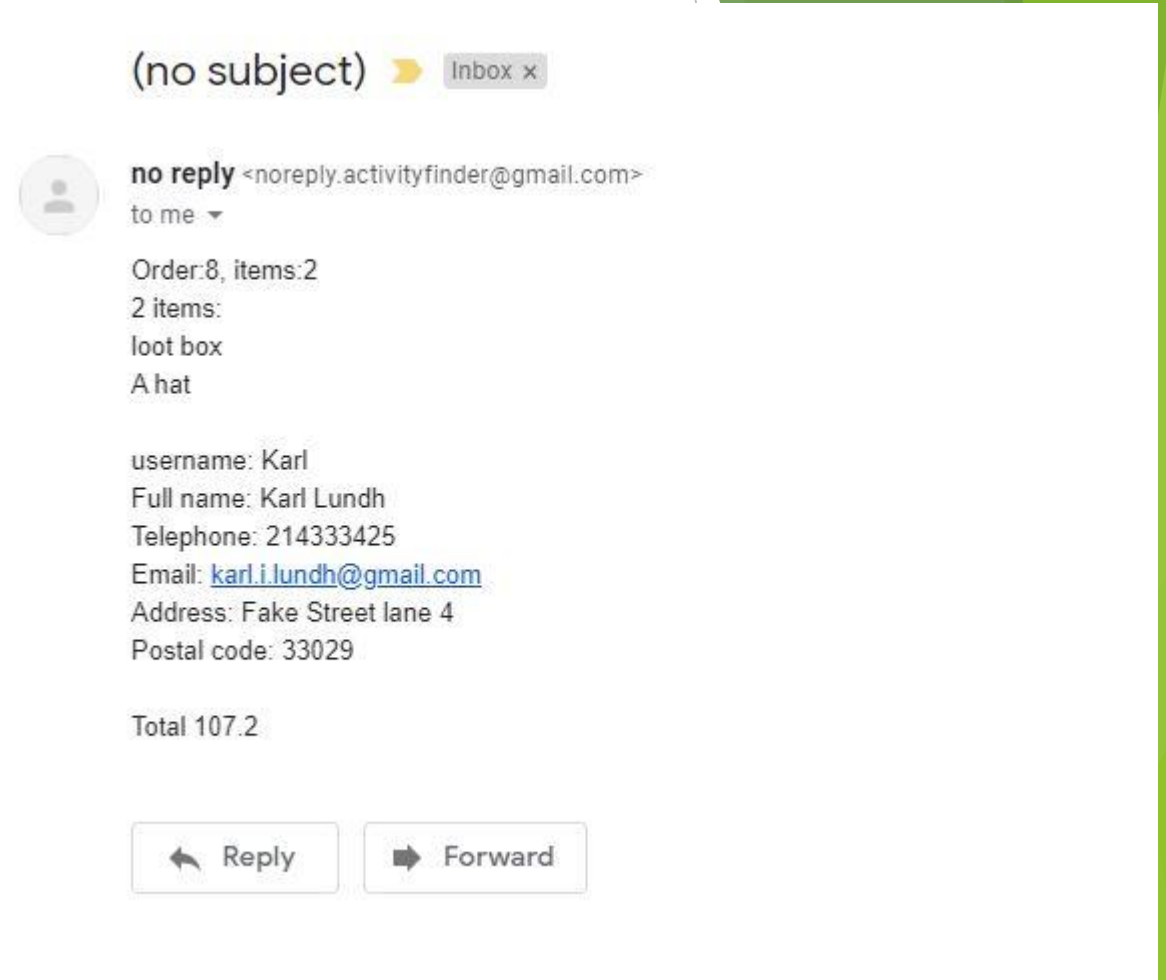 (no subject) Inbox x
no reply <noreply.activityfinder@gmail.com>
to me
Order:8, items:2
2 items:
loot box
A hat
username: Karl
Full name: Karl Lundh
Telephone: 214333425
Email: karl.i.lundh@gmail.com
Address: Fake Street lane 4
Postal code: 33029
Total 107.2
Reply Forward